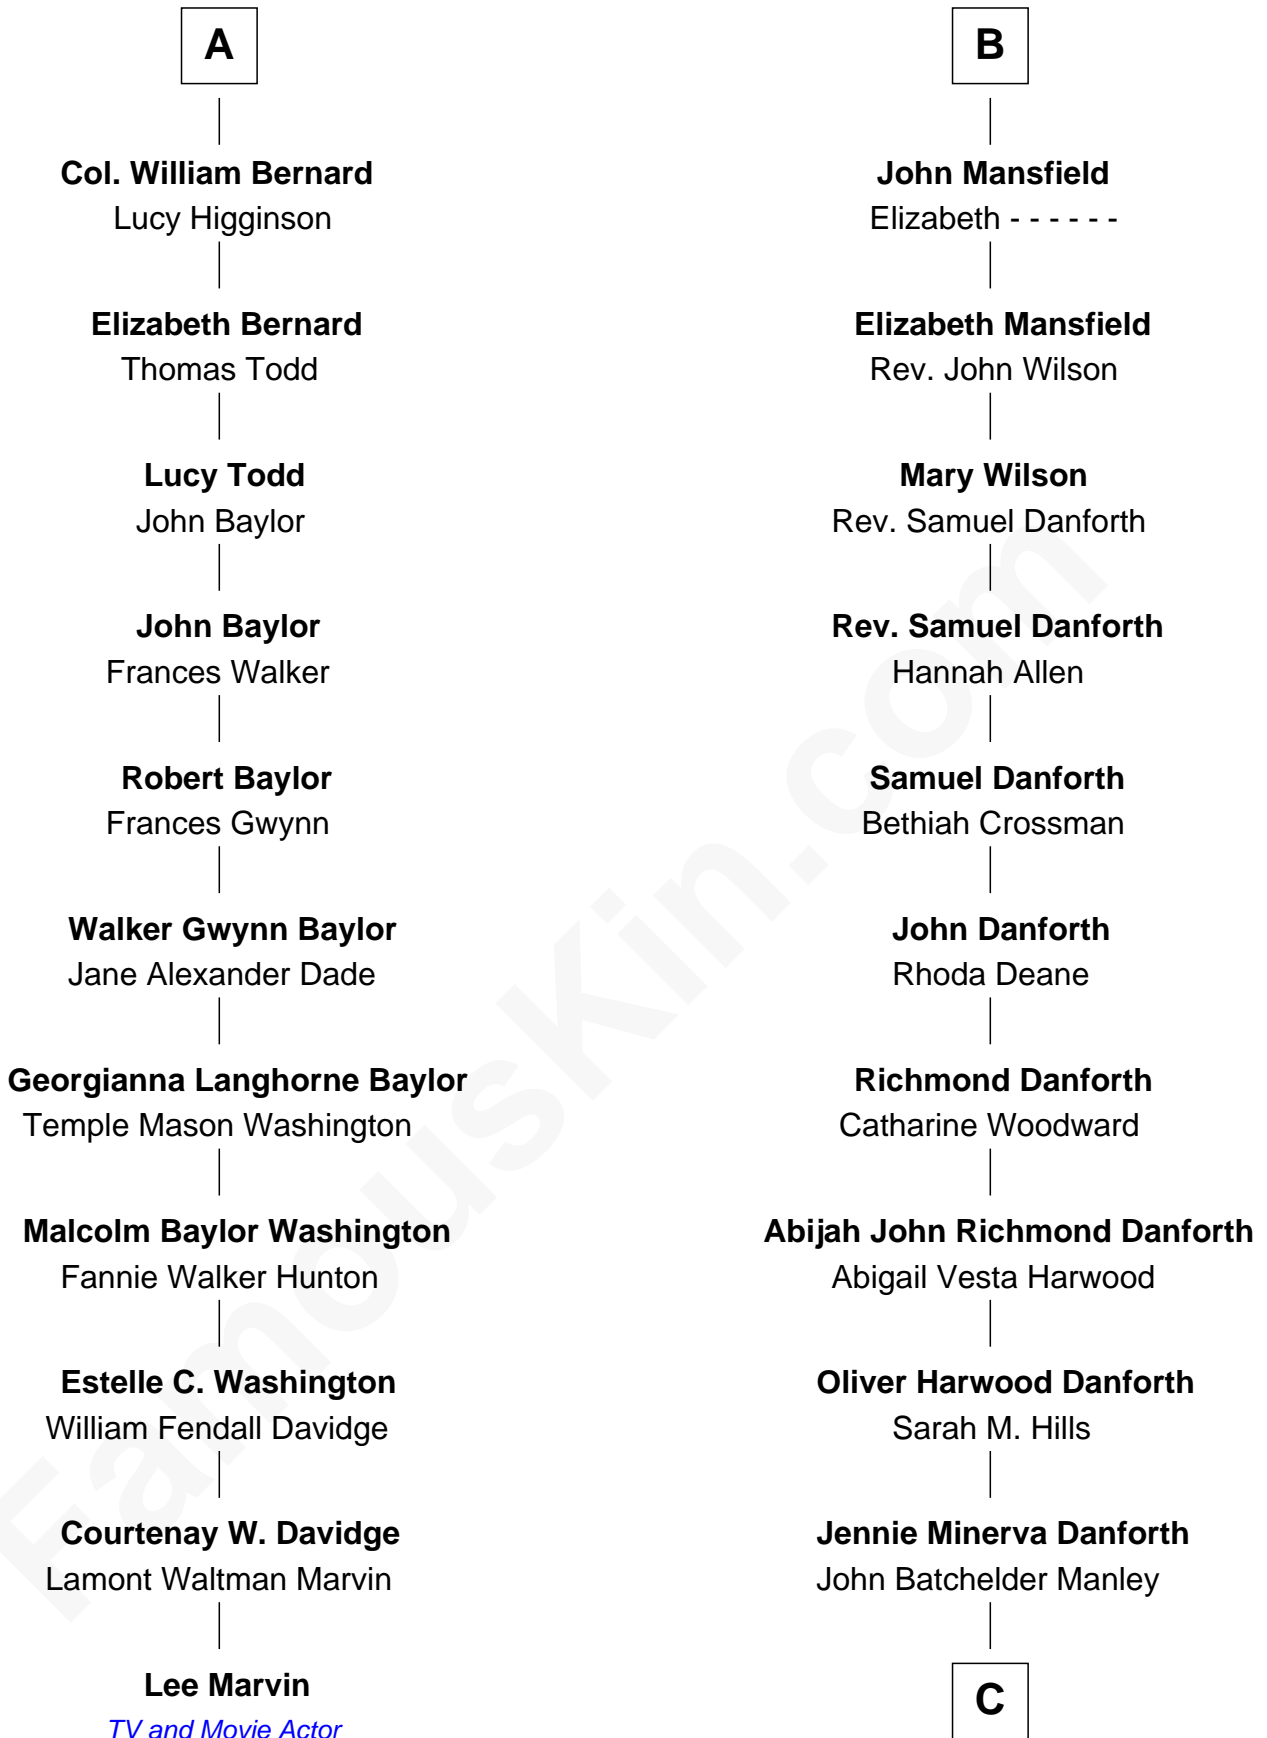 A
Col. William Bernard
Lucy Higginson
Elizabeth Bernard
Thomas Todd
Lucy Todd
John Baylor
John Baylor
Frances Walker
Robert Baylor
Frances Gwynn
Walker Gwynn Baylor
Jane Alexander Dade
Georgianna Langhorne Baylor
Temple Mason Washington
Malcolm Baylor Washington
Fannie Walker Hunton
Estelle C. Washington
William Fendall Davidge
Courtenay W. Davidge
Lamont Waltman Marvin
Lee Marvin
TV and Movie Actor
B
John Mansfield
Elizabeth - - - - - -
Elizabeth Mansfield
Rev. John Wilson
Mary Wilson
Rev. Samuel Danforth
Rev. Samuel Danforth
Hannah Allen
Samuel Danforth
Bethiah Crossman
John Danforth
Rhoda Deane
Richmond Danforth
Catharine Woodward
Abijah John Richmond Danforth
Abigail Vesta Harwood
Oliver Harwood Danforth
Sarah M. Hills
Jennie Minerva Danforth
John Batchelder Manley
C
FamousKin.com